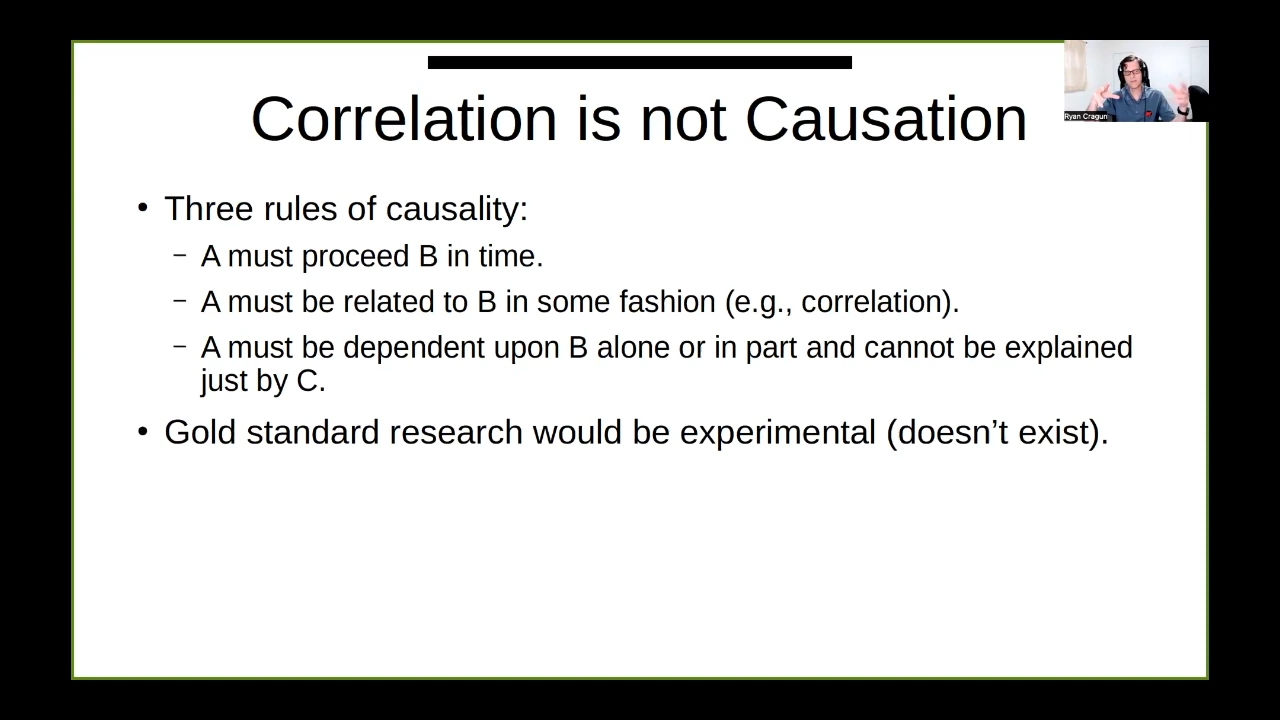 Correlation is not Causation
Ryan Cragun
• Three rules of causality:
– A must proceed B in time.
– A must be related to B in some fashion (e.g., correlation).
– A must be dependent upon B alone or in part and cannot be explained
just by C.
• Gold standard research would be experimental (doesn’t exist).